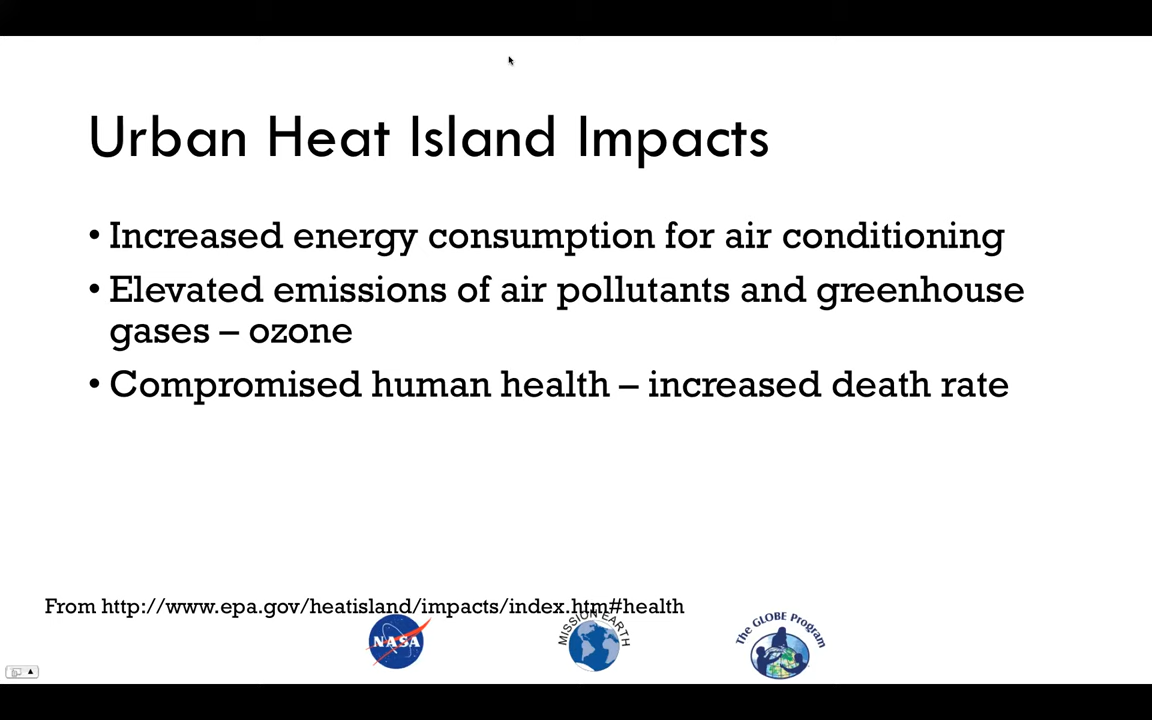 Urban Heat Island Impacts
• Increased energy consumption for air conditioning
• Elevated emissions of air pollutants and greenhouse
gases – ozone
• Compromised human health – increased death rate
From http://www.epa.gov/heatisland/impacts/index.htm#health
NASA
MISSION EARTH
The GLOBE Program